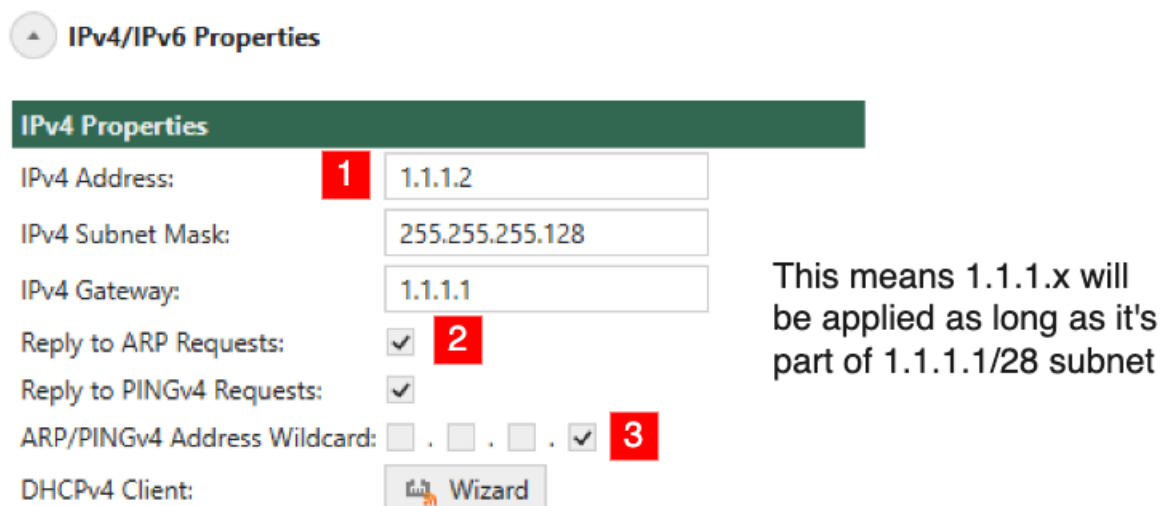 IPv4/IPv6 Properties
IPv4 Properties
IPv4 Address: 1 1.1.1.2
IPv4 Subnet Mask: 255.255.255.128
IPv4 Gateway: 1.1.1.1
Reply to ARP Requests: 2
Reply to PINGv4 Requests:
ARP/PINGv4 Address Wildcard: . . . 3
DHCPv4 Client: Wizard
This means 1.1.1.x will
be applied as long as it's
part of 1.1.1.1/28 subnet